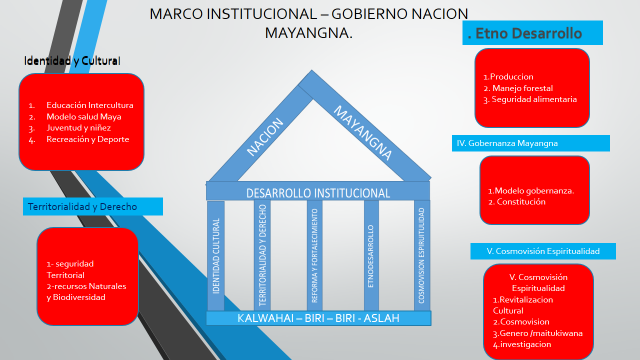 MARCO INSTITUCIONAL – GOBIERNO NACION
MAYANGNA.
Identidad y Cultural
1. Educación Intercultura
2. Modelo salud Maya
3. Juventud y niñez
4. Recreación y Deporte
Territorialidad y Derecho
1- seguridad
Territorial
2-recursos Naturales
y Biodiversidad
NACION
MAYANGNA
DESARROLLO INSTITUCIONAL
IDENTIDAD CULTURAL
TERRITORIALIDAD Y DERECHO
REFORMA Y FORTALECIMIENTO
ETNODESARROLLO
COSMOVISION ESPIRUITULIDAD
KALWAHAI – BIRI – BIRI - ASLAH
. Etno Desarrollo
1.Produccion
2. Manejo forestal
3. Seguridad alimentaria
IV. Gobernanza Mayangna
1.Modelo gobernanza.
2. Constitución
V. Cosmovisión Espiritualidad
V. Cosmovisión
Espiritualidad
1.Revitalizacion
Cultural
2.Cosmovision
3.Genero /maitukiwana
4.investigacion